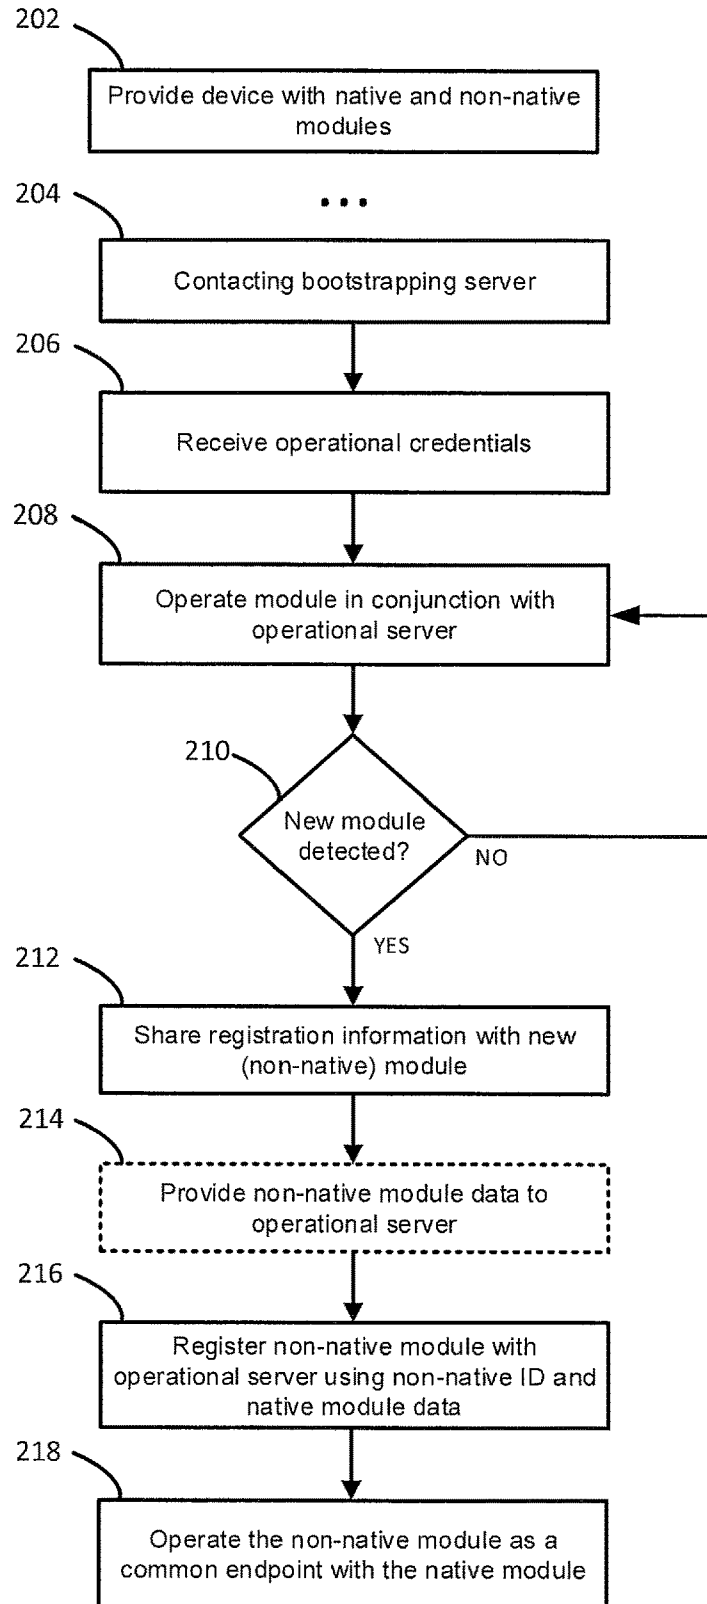 202
Provide device with native and non-native
modules
...
204
Contacting bootstrapping server
206
Receive operational credentials
208
Operate module in conjunction with
operational server
210
New module
detected?
NO
YES
212
Share registration information with new
(non-native) module
214
Provide non-native module data to
operational server
216
Register non-native module with
operational server using non-native ID and
native module data
218
Operate the non-native module as a
common endpoint with the native module